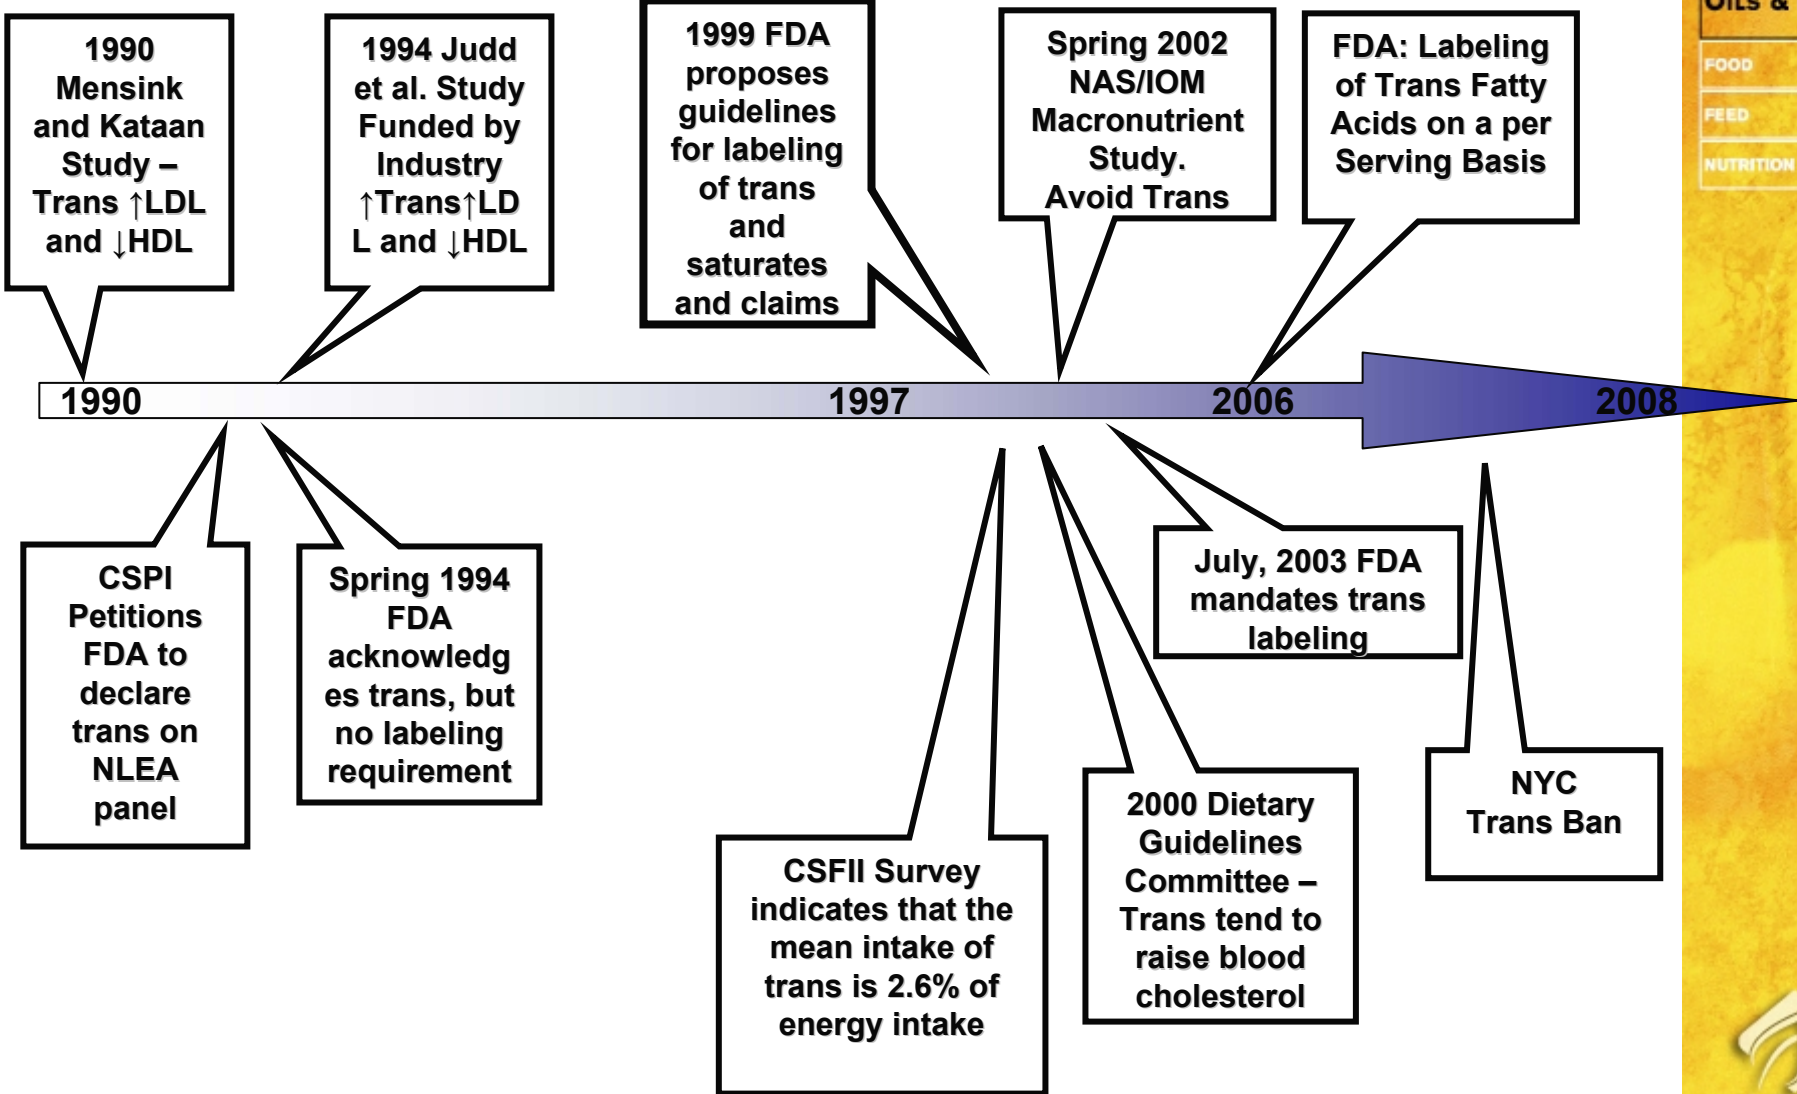 1990
Mensink
and Kataan
Study –
Trans ↑LDL
and ↓HDL
1994 Judd
et al. Study
Funded by
Industry
↑Trans↑LD
L and ↓HDL
1999 FDA
proposes
guidelines
for labeling
of trans
and
saturates
and claims
Spring 2002
NAS/IOM
Macronutrient
Study.
Avoid Trans
FDA: Labeling
of Trans Fatty
Acids on a per
Serving Basis
OILS &
FOOD
FEED
NUTRITION
1990
1997
2006
2008
CSPI
Petitions
FDA to
declare
trans on
NLEA
panel
Spring 1994
FDA
acknowledg
es trans, but
no labeling
requirement
CSFII Survey
indicates that the
mean intake of
trans is 2.6% of
energy intake
2000 Dietary
Guidelines
Committee –
Trans tend to
raise blood
cholesterol
July, 2003 FDA
mandates trans
labeling
NYC
Trans Ban